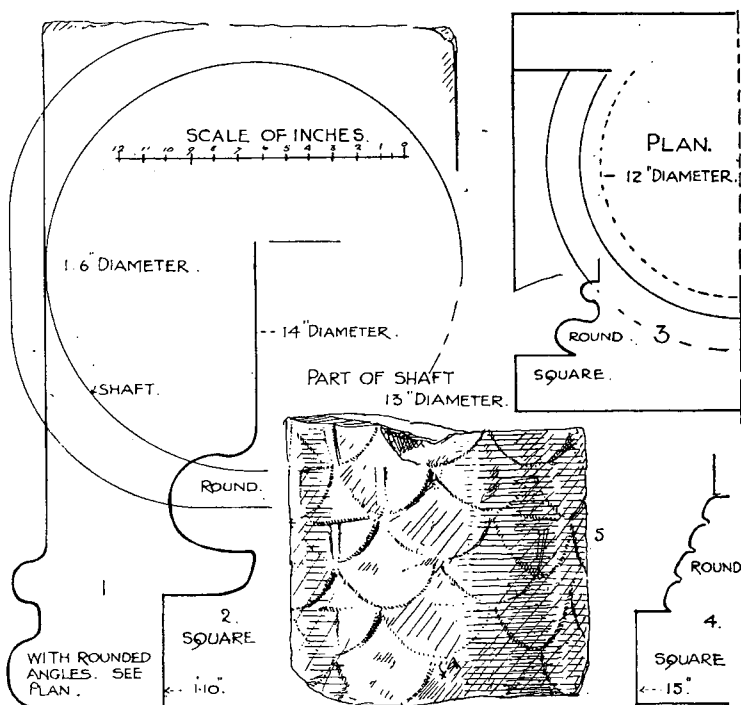 SCALE OF INCHES.
12 11 10 9 8 7 6 5 4 3 2 1 0
PLAN.
12" DIAMETER.
1.6" DIAMETER.
14" DIAMETER.
ROUND. 3
SHAFT.
PART OF SHAFT
13" DIAMETER.
SQUARE.
ROUND.
5
ROUND
1
2.
4.
SQUARE
SQUARE
WITH ROUNDED
ANGLES. SEE
PLAN.
1·10".
15".